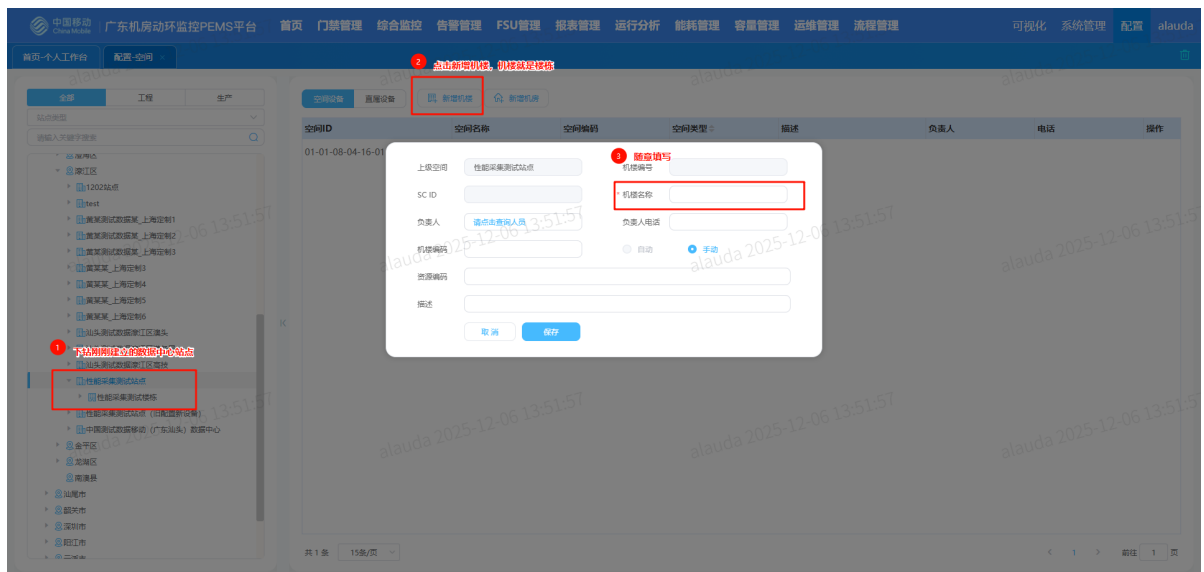 中国移动 China Mobile 广东机房动环监控PEMS平台 首页 门禁管理 综合监控 告警管理 FSU管理 报表管理 运行分析 能耗管理 容量管理 运维管理 流程管理 可视化 系统管理 配置 alauda
首页-个人工作台 配置-空间 ×
2 点击新增机楼，机楼就是楼栋
全部 工程 生产
空间设备 直属设备 新增机楼 新增机房
站点类型
请输入关键字搜索
空间ID 空间名称 空间编码 空间类型 描述 负责人 电话 操作
01-01-08-04-16-01
濠江区
1202站点
test
黄某测试数据某_上海定制1
黄某测试数据某_上海定制2
黄某测试数据某_上海定制3
黄某某_上海定制3
黄某某_上海定制4
黄某某_上海定制5
黄某某_上海定制6
汕头测试数据濠江区澳头
1 下钻刚刚建立的数据中心站点
性能采集测试站点
性能采集测试楼栋
性能采集测试站点（旧配置新设备）
中国测试数据移动（广东汕头）数据中心
金平区
龙湖区
南澳县
汕尾市
韶关市
深圳市
阳江市
3 随意填写
上级空间 性能采集测试站点 机楼编号
SC ID * 机楼名称
负责人 请点击查询人员 负责人电话
机楼编码 自动 手动
资源编码
描述
取消 保存
共 1 条 15条/页 < 1 > 前往 1 页
alauda 2025-12-06 13:51:57